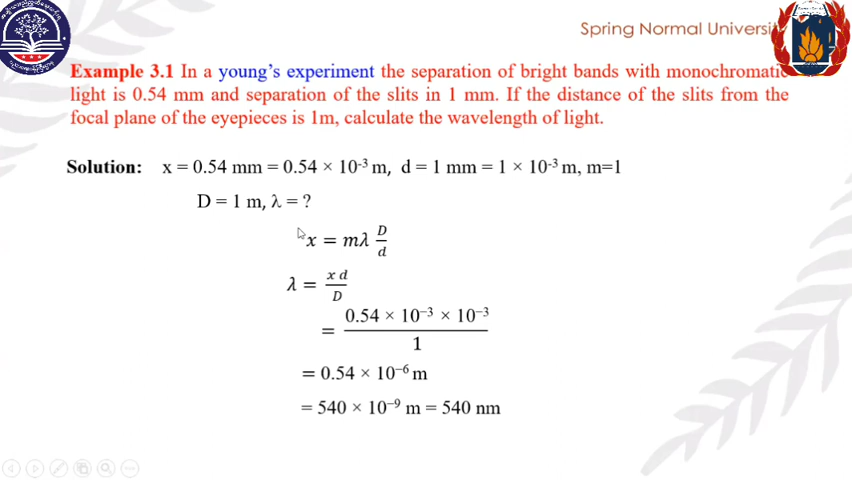 Spring Normal Universit
Example 3.1 In a young's experiment the separation of bright bands with monochromatic
light is 0.54 mm and separation of the slits in 1 mm. If the distance of the slits from the
focal plane of the eyepieces is 1m, calculate the wavelength of light.
Solution: x = 0.54 mm = 0.54 × 10⁻³ m, d = 1 mm = 1 × 10⁻³ m, m=1
D = 1 m, λ = ?
x = mλ D/d
λ = x d/D
= 0.54 × 10⁻³ × 10⁻³/1
= 0.54 × 10⁻⁶ m
= 540 × 10⁻⁹ m = 540 nm